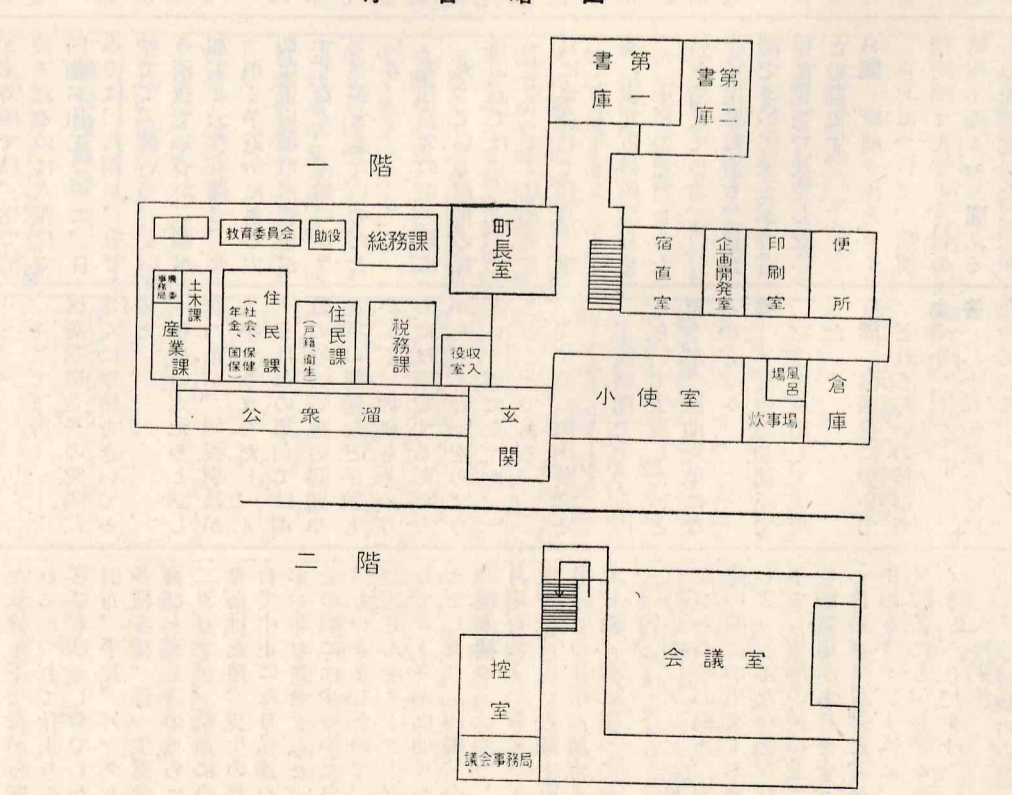 一階
第一書庫
第二書庫
教育委員会
助役
総務課
町長室
宿直室
企画開発室
印刷室
便所
農委事務局
土木課
産業課
住民課
(社会、保健
年金、国保)
住民課
(戸籍、衛生)
税務課
収入
役室
小使室
風呂場
炊事場
倉庫
公衆溜
玄関
二階
控室
議会事務局
会議室